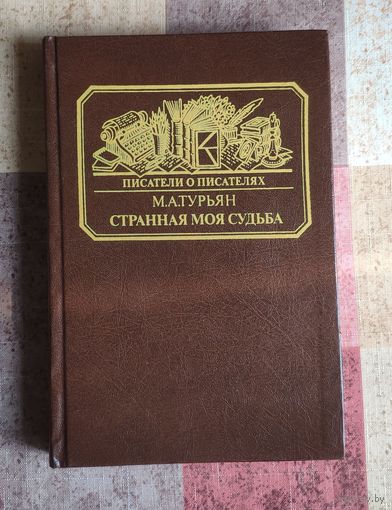 ПИСАТЕЛИ О ПИСАТЕЛЯХ
М.А.ТУРЬЯН
СТРАННАЯ МОЯ СУДЬБА